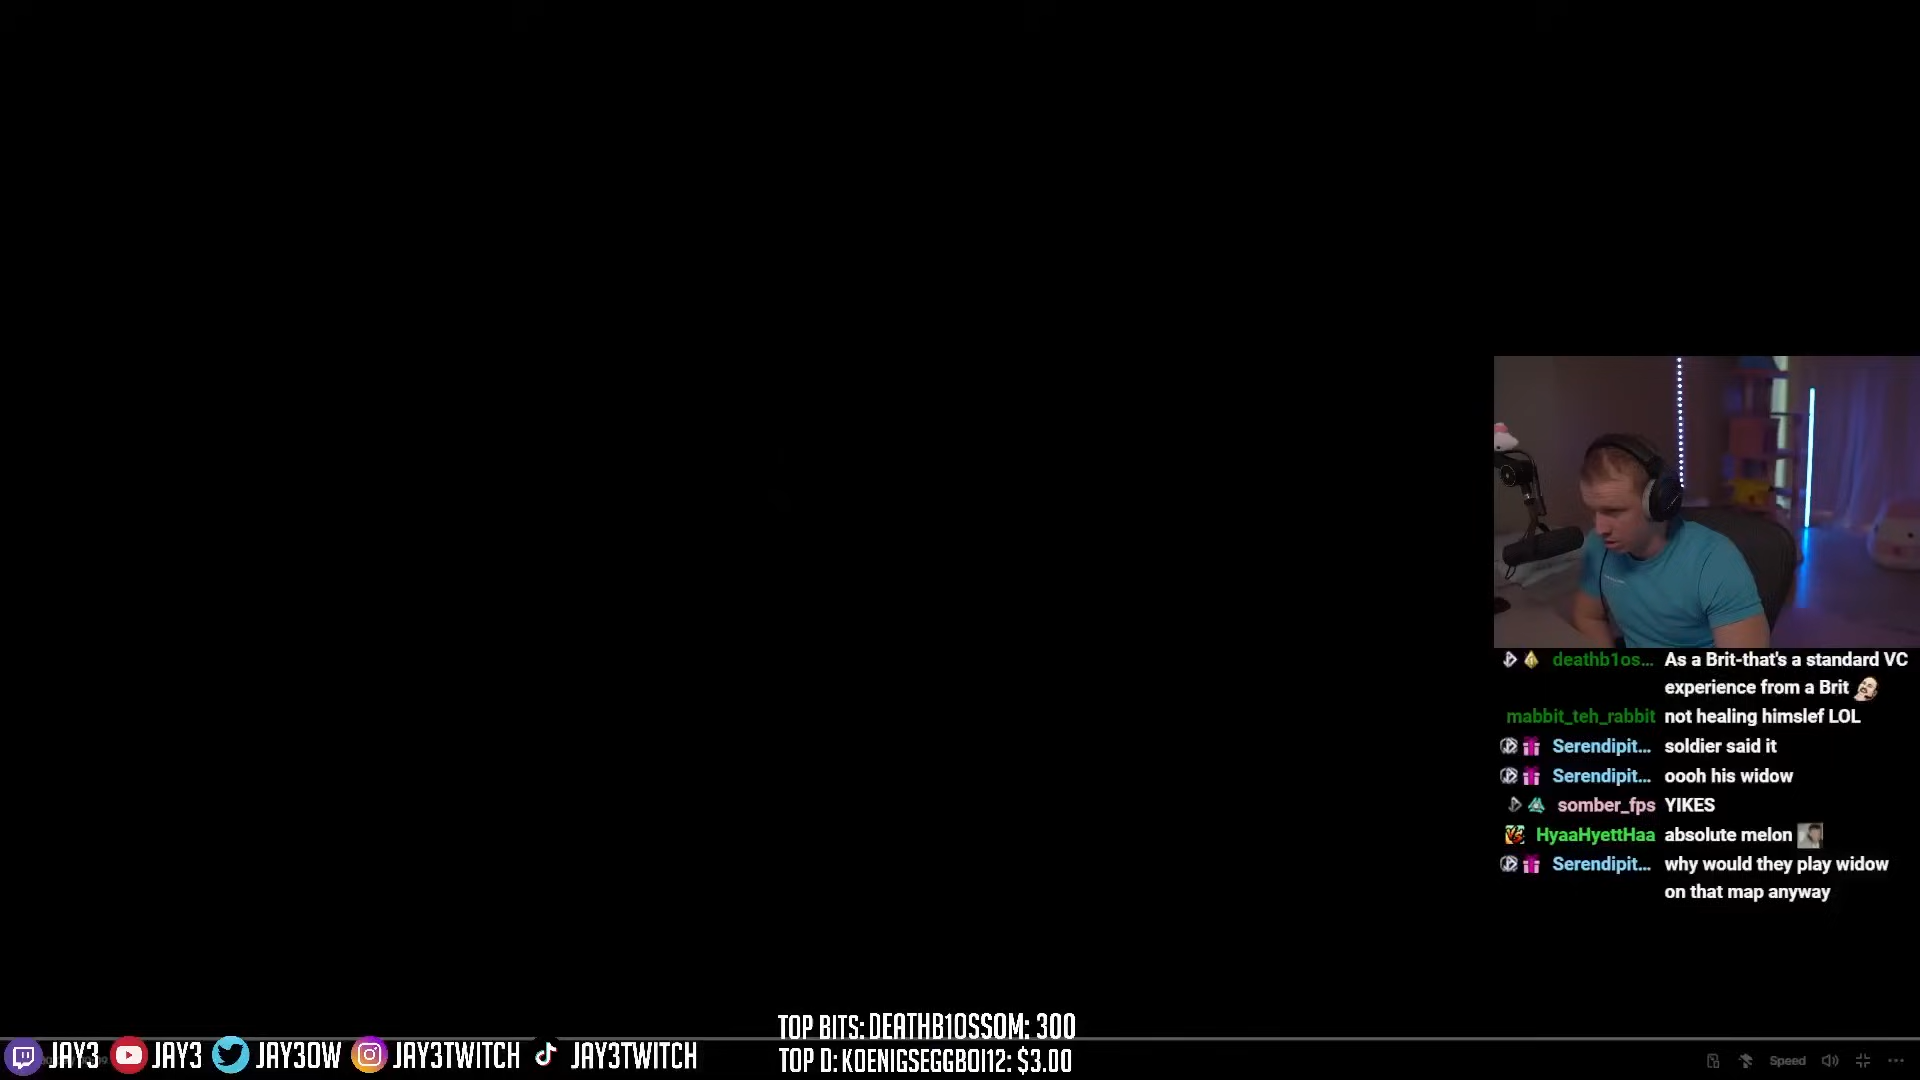 deathb1os... As a Brit-that's a standard VC
experience from a Brit
mabbit_teh_rabbit not healing himslef LOL
Serendipit... soldier said it
Serendipit... oooh his widow
somber_fps YIKES
HyaaHyettHaa absolute melon
Serendipit... why would they play widow
on that map anyway
TOP BITS: DEATHB1OSSOM: 300
JAY3 JAY3 JAY3OW JAY3TWITCH JAY3TWITCH
TOP D: KOENIGSEGGBOI12: $3.00
Speed